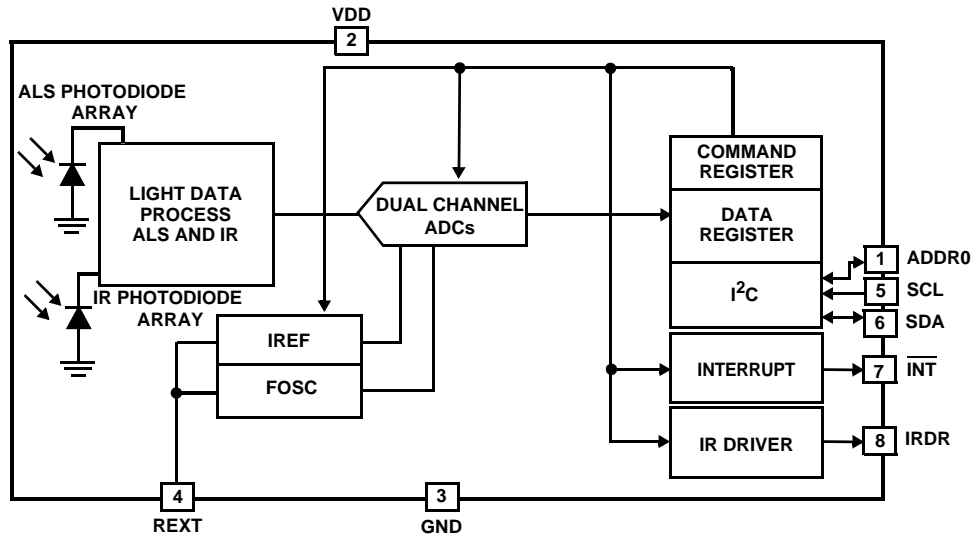 VDD
2
ALS PHOTODIODE
ARRAY
LIGHT DATA
PROCESS
ALS AND IR
DUAL CHANNEL
ADCs
COMMAND
REGISTER
DATA
REGISTER
I²C
1 ADDR0
5 SCL
6 SDA
IR PHOTODIODE
ARRAY
IREF
FOSC
INTERRUPT
7 INT
IR DRIVER
8 IRDR
4
REXT
3
GND